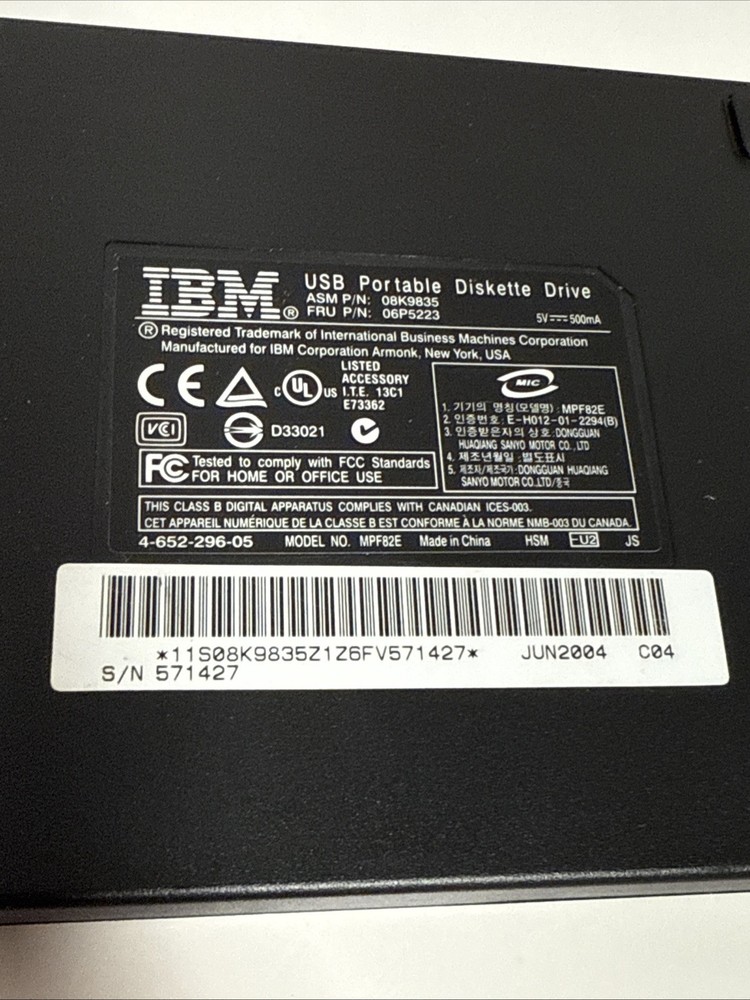 IBM® USB Portable Diskette Drive
ASM P/N: 08K9835
FRU P/N: 06P5223
5V⎓500mA
® Registered Trademark of International Business Machines Corporation
Manufactured for IBM Corporation Armonk, New York, USA
CE
c UL us
LISTED
ACCESSORY
I.T.E. 13C1
E73362
VCI
D33021
FC Tested to comply with FCC Standards
FOR HOME OR OFFICE USE
MIC
1. 기기의 명칭(모델명) : MPF82E
2. 인증번호 : E-H012-01-2294(B)
3. 인증받은자의 상호 : DONGGUAN
HUAQIANG SANYO MOTOR CO., LTD
4. 제조년월일 : 별도표시
5. 제조자/제조국가 : DONGGUAN HUAQIANG
SANYO MOTOR CO.,LTD/중국
THIS CLASS B DIGITAL APPARATUS COMPLIES WITH CANADIAN ICES-003.
CET APPAREIL NUMÉRIQUE DE LA CLASSE B EST CONFORME À LA NORME NMB-003 DU CANADA.
4-652-296-05 MODEL NO. MPF82E Made in China HSM EU2 JS
*11S08K9835Z1Z6FV571427* JUN2004 C04
S/N 571427